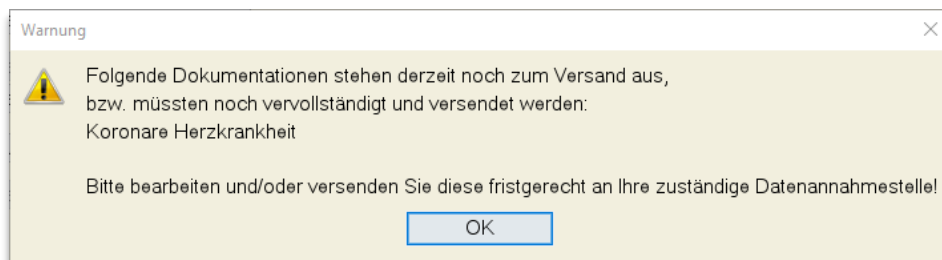 Warnung
Folgende Dokumentationen stehen derzeit noch zum Versand aus,
bzw. müssten noch vervollständigt und versendet werden:
Koronare Herzkrankheit
Bitte bearbeiten und/oder versenden Sie diese fristgerecht an Ihre zuständige Datenannahmestelle!
OK